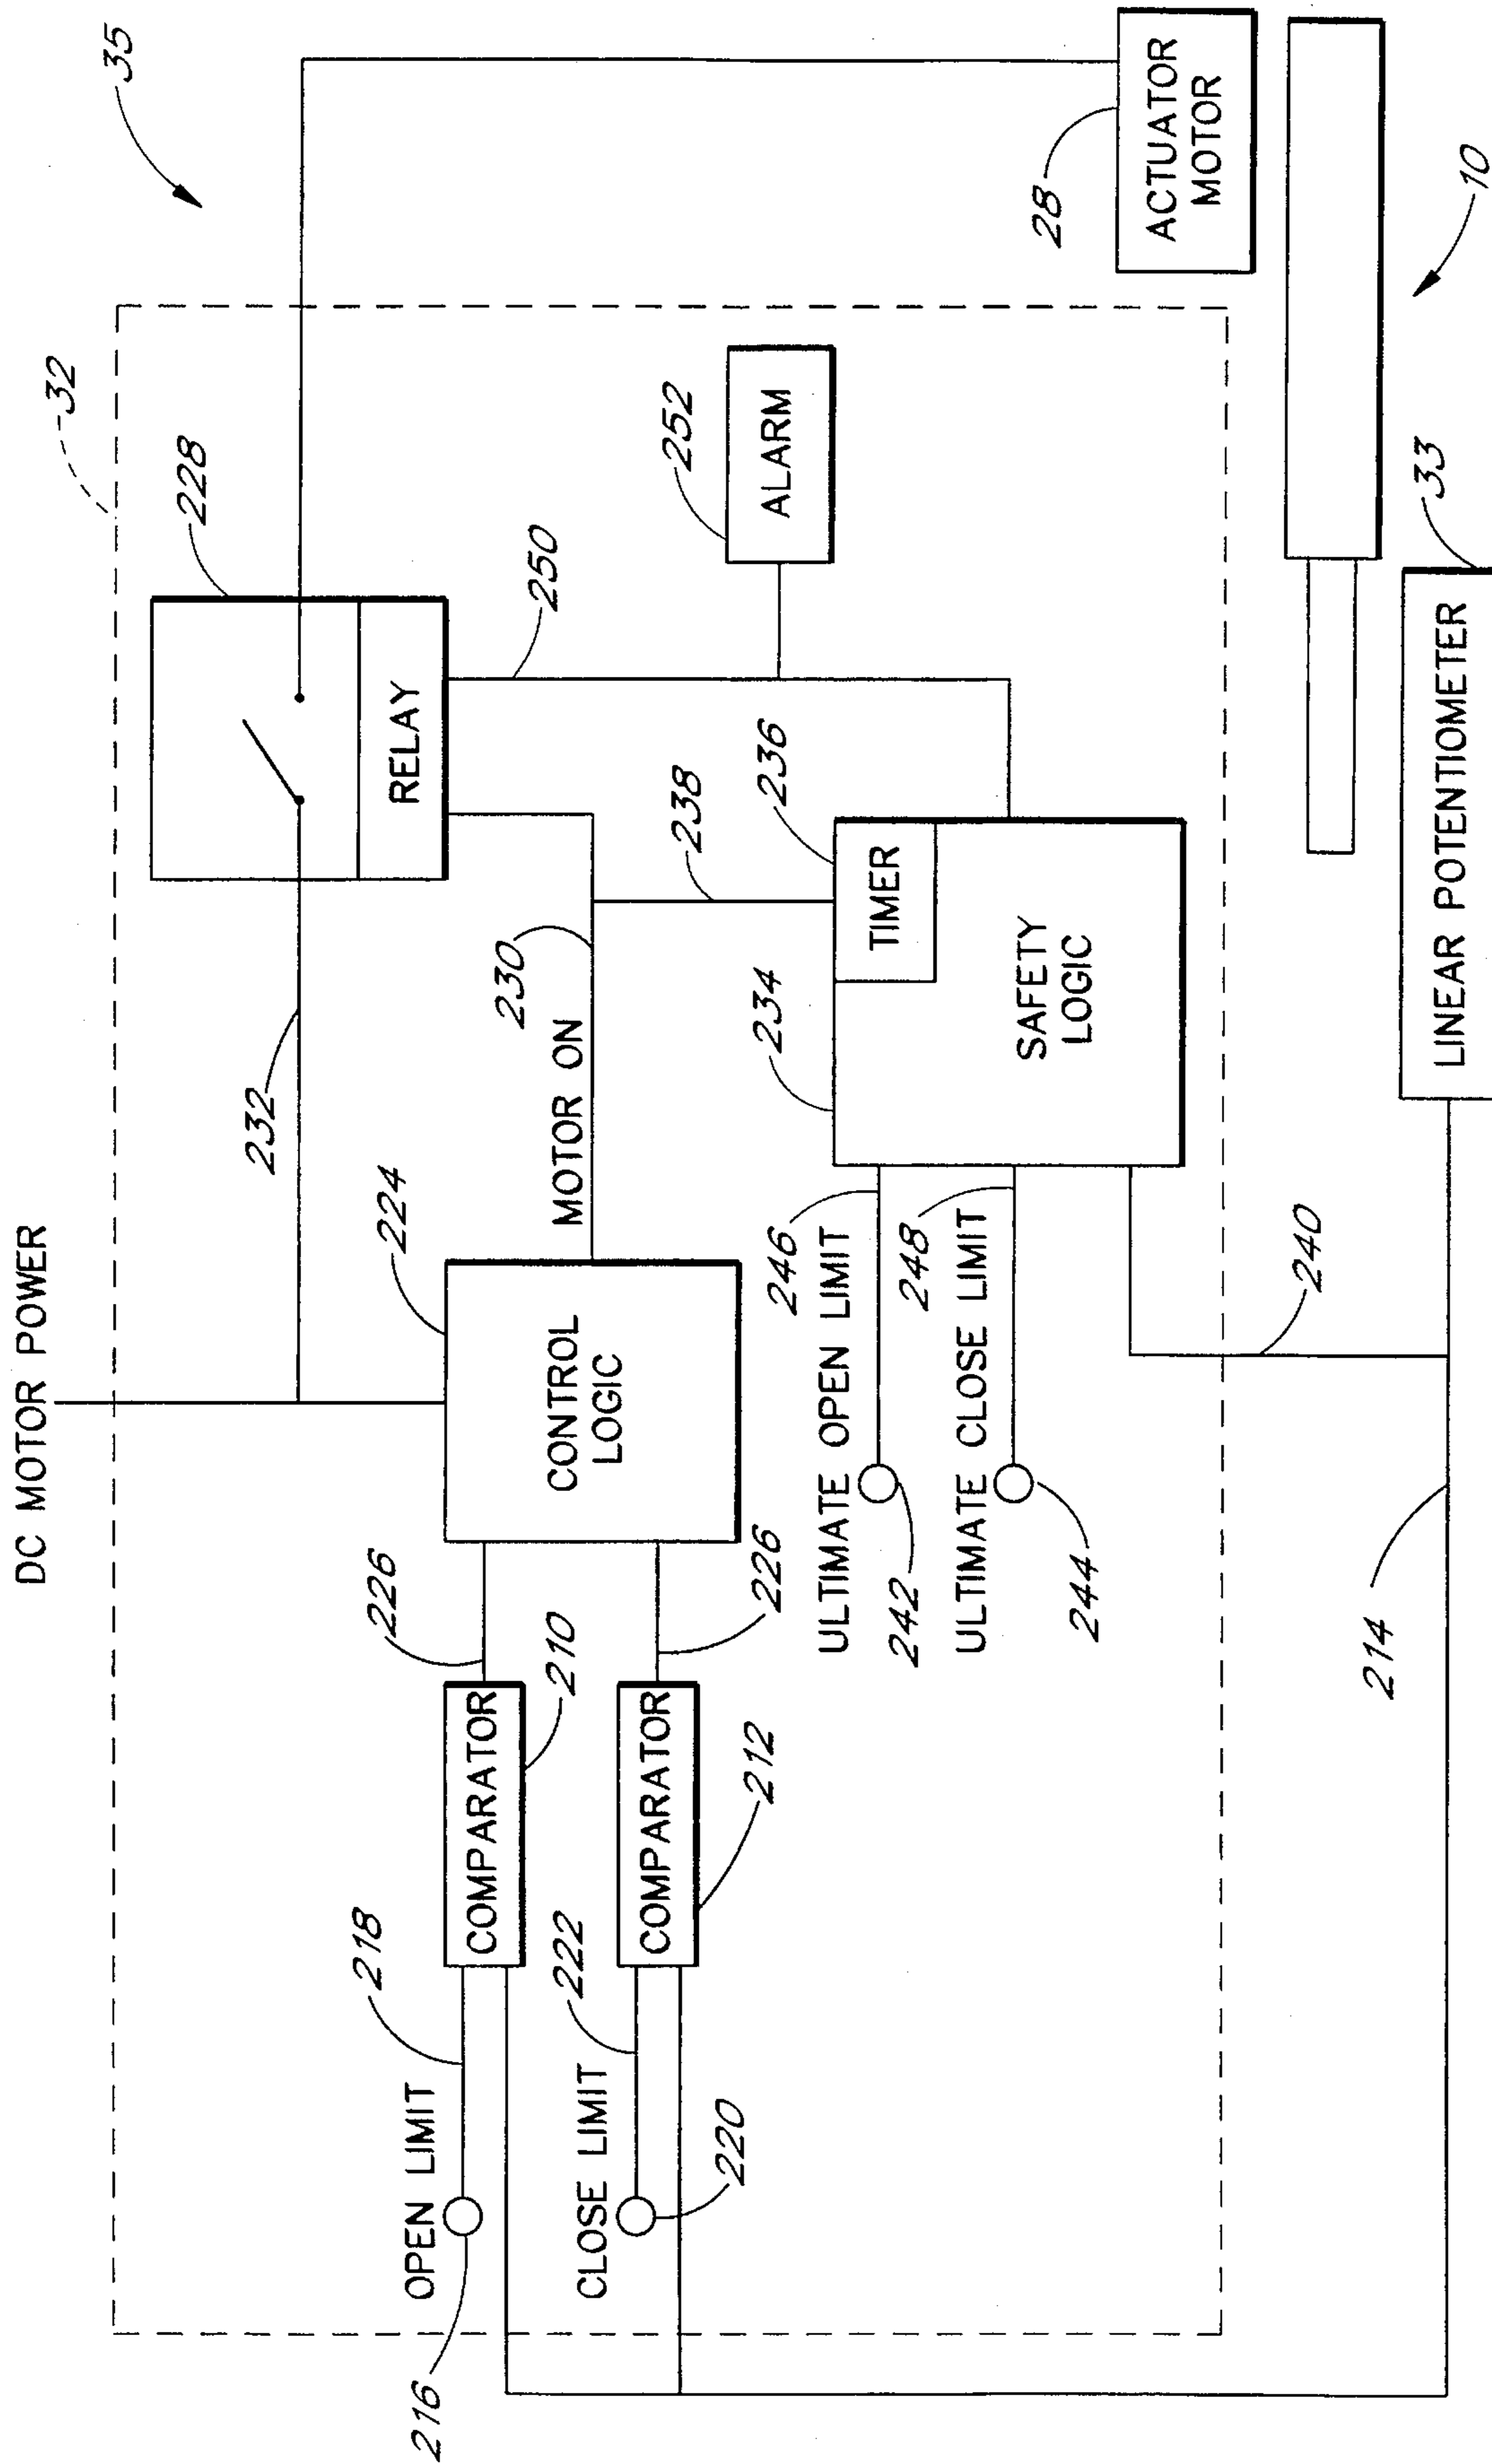 DC MOTOR POWER
35
32
228
232
RELAY
224
CONTROL
LOGIC
MOTOR ON
230
250
252
ALARM
28
ACTUATOR
MOTOR
226
226
COMPARATOR
210
COMPARATOR
212
218
OPEN LIMIT
216
222
CLOSE LIMIT
220
238
236
TIMER
234
SAFETY
LOGIC
246
ULTIMATE OPEN LIMIT
242
248
ULTIMATE CLOSE LIMIT
244
240
214
LINEAR POTENTIOMETER
33
10